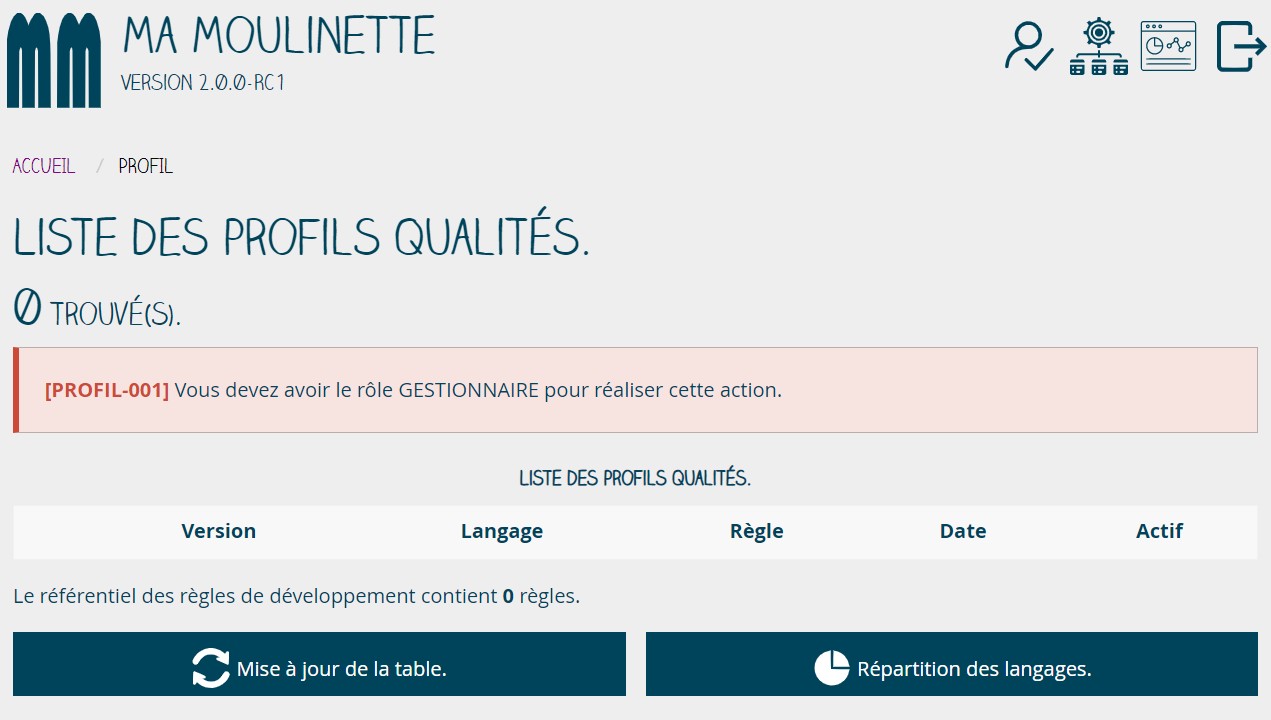 MA MOULINETTE
VERSION 2.0.0-RC1
ACCUEIL / PROFIL
LISTE DES PROFILS QUALITÉS.
0 TROUVÉ(S).
[PROFIL-001] Vous devez avoir le rôle GESTIONNAIRE pour réaliser cette action.
LISTE DES PROFILS QUALITÉS.
Version Langage Règle Date Actif
Le référentiel des règles de développement contient 0 règles.
Mise à jour de la table. Répartition des langages.